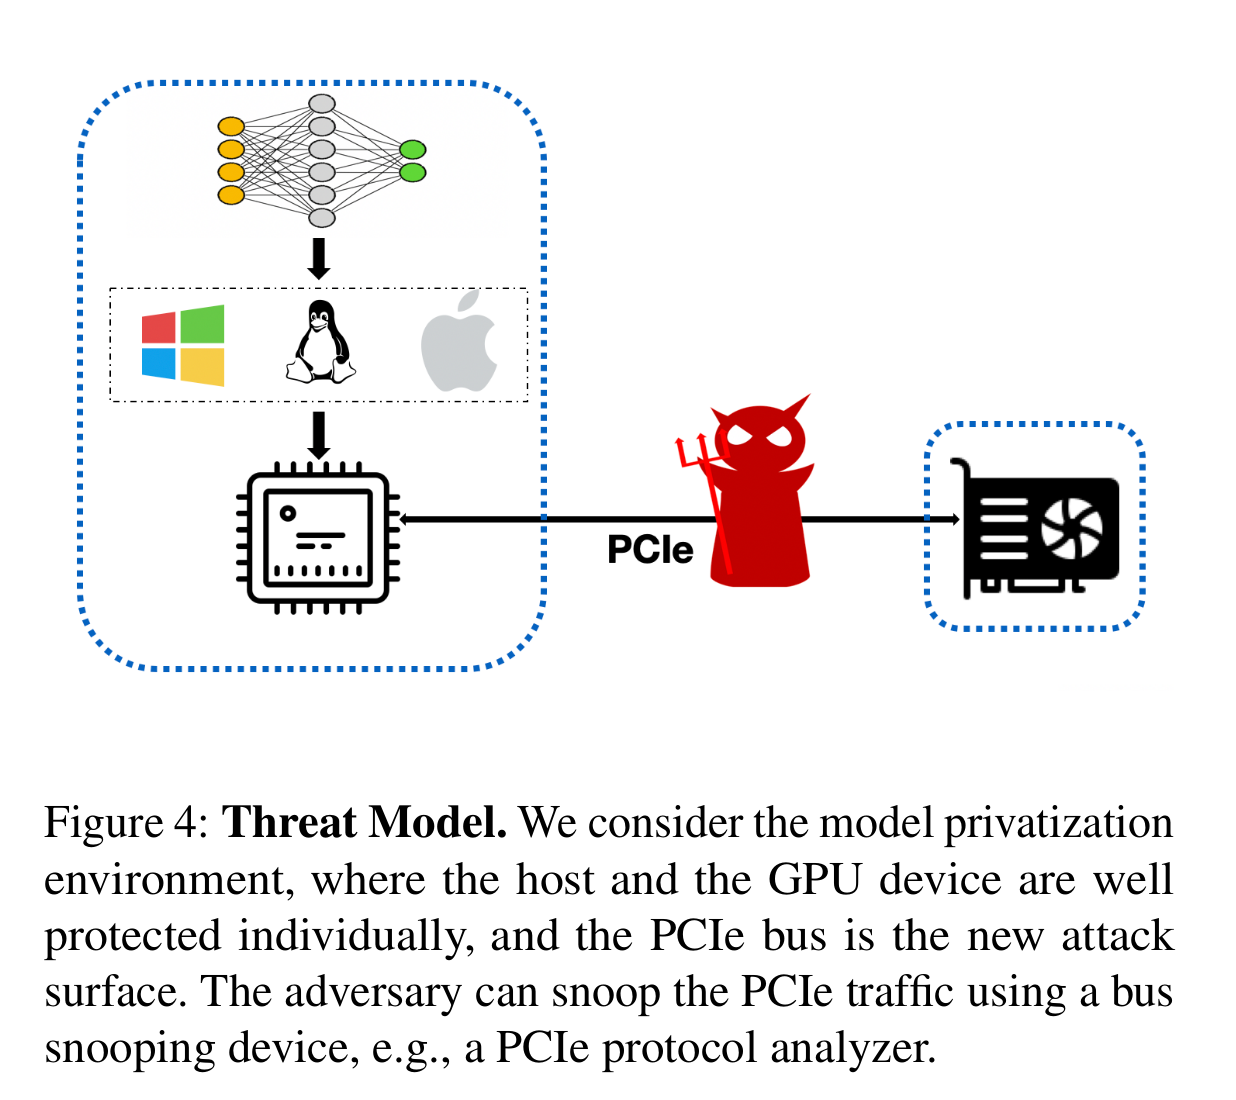 PCIe
Figure 4: Threat Model. We consider the model privatization
environment, where the host and the GPU device are well
protected individually, and the PCIe bus is the new attack
surface. The adversary can snoop the PCIe traffic using a bus
snooping device, e.g., a PCIe protocol analyzer.